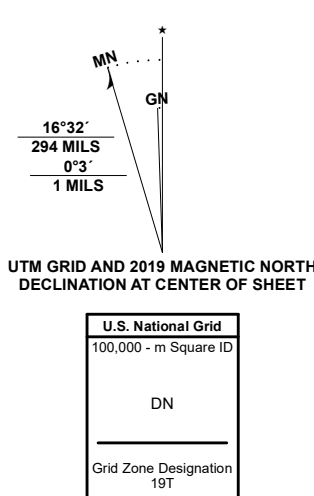 ★
MN
GN
16°32´
294 MILS
0°3´
1 MILS
UTM GRID AND 2019 MAGNETIC NORTH
DECLINATION AT CENTER OF SHEET
U.S. National Grid
100,000 - m Square ID
DN
Grid Zone Designation
19T